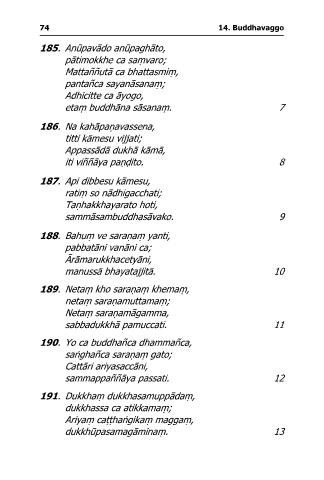 74 14. Buddhavaggo
185. Anūpavādo anūpaghāto,
pātimokkhe ca saṃvaro;
Mattaññutā ca bhattasmiṃ,
pantañca sayanāsanaṃ;
Adhicitte ca āyogo,
etaṃ buddhāna sāsanaṃ. 7
186. Na kahāpaṇavassena,
titti kāmesu vijjati;
Appassādā dukhā kāmā,
iti viññāya paṇḍito. 8
187. Api dibbesu kāmesu,
ratiṃ so nādhigacchati;
Taṇhakkhayarato hoti,
sammāsambuddhasāvako. 9
188. Bahuṃ ve saraṇaṃ yanti,
pabbatāni vanāni ca;
Ārāmarukkhacetyāni,
manussā bhayatajjitā. 10
189. Netaṃ kho saraṇaṃ khemaṃ,
netaṃ saraṇamuttamaṃ;
Netaṃ saraṇamāgamma,
sabbadukkhā pamuccati. 11
190. Yo ca buddhañca dhammañca,
saṅghañca saraṇaṃ gato;
Cattāri ariyasaccāni,
sammappaññāya passati. 12
191. Dukkhaṃ dukkhasamuppādaṃ,
dukkhassa ca atikkamaṃ;
Ariyaṃ caṭṭhaṅgikaṃ maggaṃ,
dukkhūpasamagāminaṃ. 13